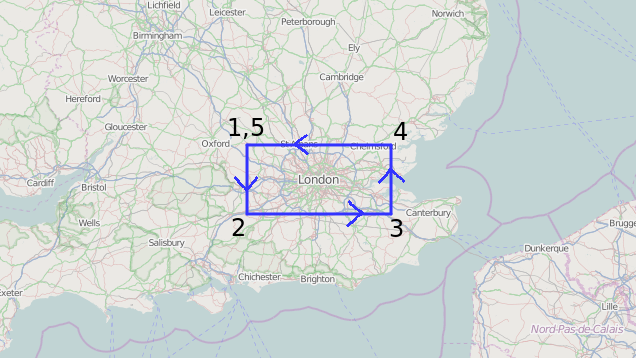 Lichfield
Leicester
Norwich
Peterborough
Birmingham
Ely
Worcester
Cambridge
Hereford
Gloucester
1,5
4
Oxford
St Albans
Chelmsford
Cardiff
Bristol
London
Canterbury
Wells
2
3
Brugge
Salisbury
Dunkerque
Chichester
Brighton
Exeter
Lille
Nord-Pas-de-Calais